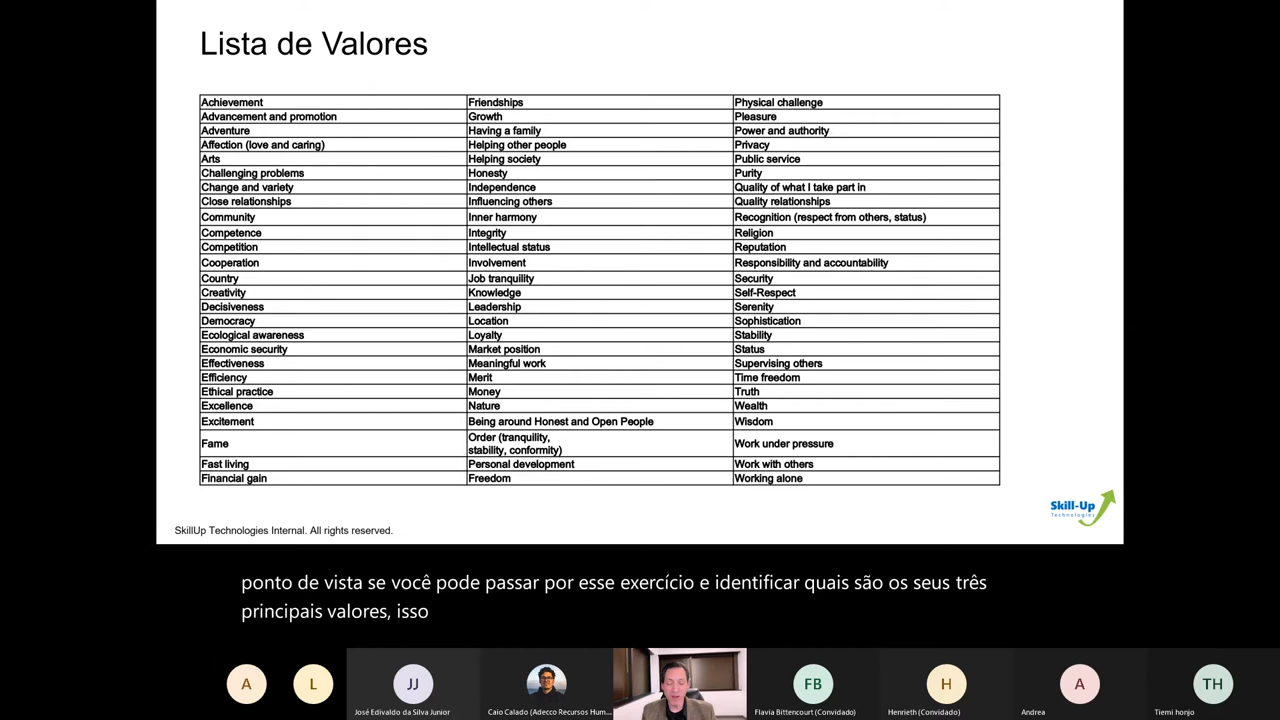 Lista de Valores
Achievement Friendships Physical challenge
Advancement and promotion Growth Pleasure
Adventure Having a family Power and authority
Affection (love and caring) Helping other people Privacy
Arts Helping society Public service
Challenging problems Honesty Purity
Change and variety Independence Quality of what I take part in
Close relationships Influencing others Quality relationships
Community Inner harmony Recognition (respect from others, status)
Competence Integrity Religion
Competition Intellectual status Reputation
Cooperation Involvement Responsibility and accountability
Country Job tranquility Security
Creativity Knowledge Self-Respect
Decisiveness Leadership Serenity
Democracy Location Sophistication
Ecological awareness Loyalty Stability
Economic security Market position Status
Effectiveness Meaningful work Supervising others
Efficiency Merit Time freedom
Ethical practice Money Truth
Excellence Nature Wealth
Excitement Being around Honest and Open People Wisdom
Fame Order (tranquility, Work under pressure
stability, conformity)
Fast living Personal development Work with others
Financial gain Freedom Working alone
Skill-Up
Technologies
SkillUp Technologies Internal. All rights reserved.
ponto de vista se você pode passar por esse exercício e identificar quais são os seus três
principais valores, isso
A L JJ FB H A TH
José Edivaldo da Silva Junior Caio Calado (Adecco Recursos Hum... Flavia Bittencourt (Convidado) Henrieth (Convidado) Andrea Tiemi honjo